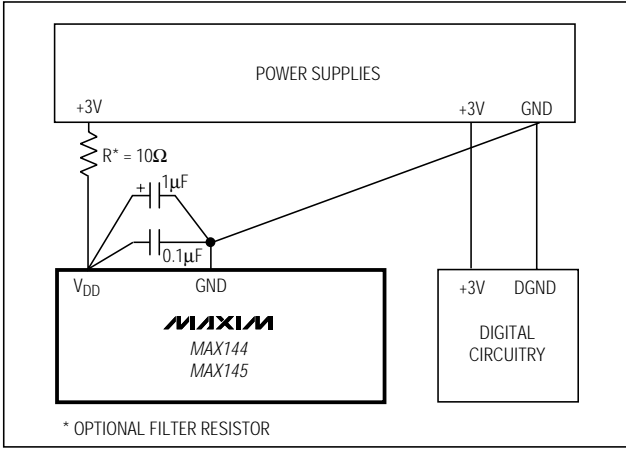 POWER SUPPLIES
+3V
+3V GND
R* = 10Ω
+ 1µF
0.1µF
VDD GND
MAXIM
MAX144
MAX145
+3V DGND
DIGITAL
CIRCUITRY
* OPTIONAL FILTER RESISTOR